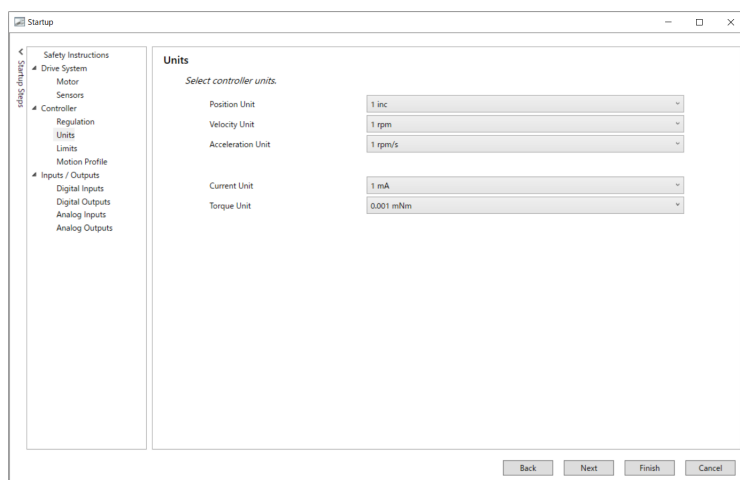 Startup
Startup Steps
Safety Instructions
Drive System
Motor
Sensors
Controller
Regulation
Units
Limits
Motion Profile
Inputs / Outputs
Digital Inputs
Digital Outputs
Analog Inputs
Analog Outputs
Units
Select controller units.
Position Unit 1 inc
Velocity Unit 1 rpm
Acceleration Unit 1 rpm/s
Current Unit 1 mA
Torque Unit 0.001 mNm
Back Next Finish Cancel